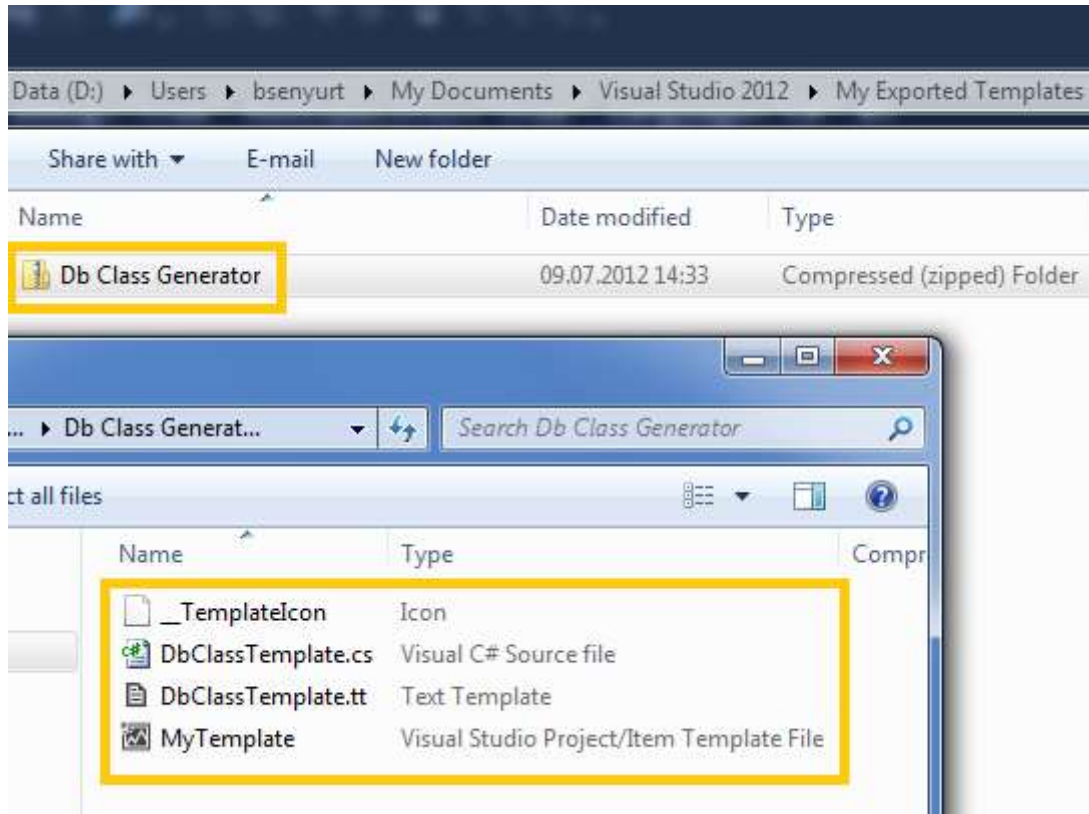 Data (D:) Users bsenyurt My Documents Visual Studio 2012 My Exported Templates
Share with E-mail New folder
Name Date modified Type
Db Class Generator 09.07.2012 14:33 Compressed (zipped) Folder
... Db Class Generat... Search Db Class Generator
ct all files
Name Type Compr
__TemplateIcon Icon
DbClassTemplate.cs Visual C# Source file
DbClassTemplate.tt Text Template
MyTemplate Visual Studio Project/Item Template File